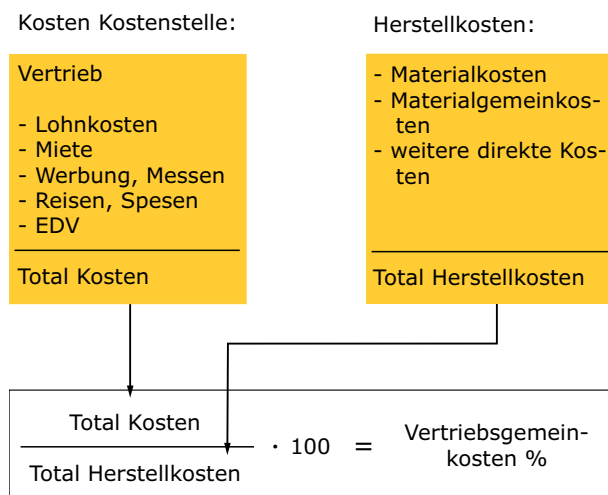 Kosten Kostenstelle:
Vertrieb
- Lohnkosten
- Miete
- Werbung, Messen
- Reisen, Spesen
- EDV
Total Kosten
Herstellkosten:
- Materialkosten
- Materialgemeinkos-
ten
- weitere direkte Kos-
ten
Total Herstellkosten
Total Kosten
Total Herstellkosten
· 100 =
Vertriebsgemein-
kosten %